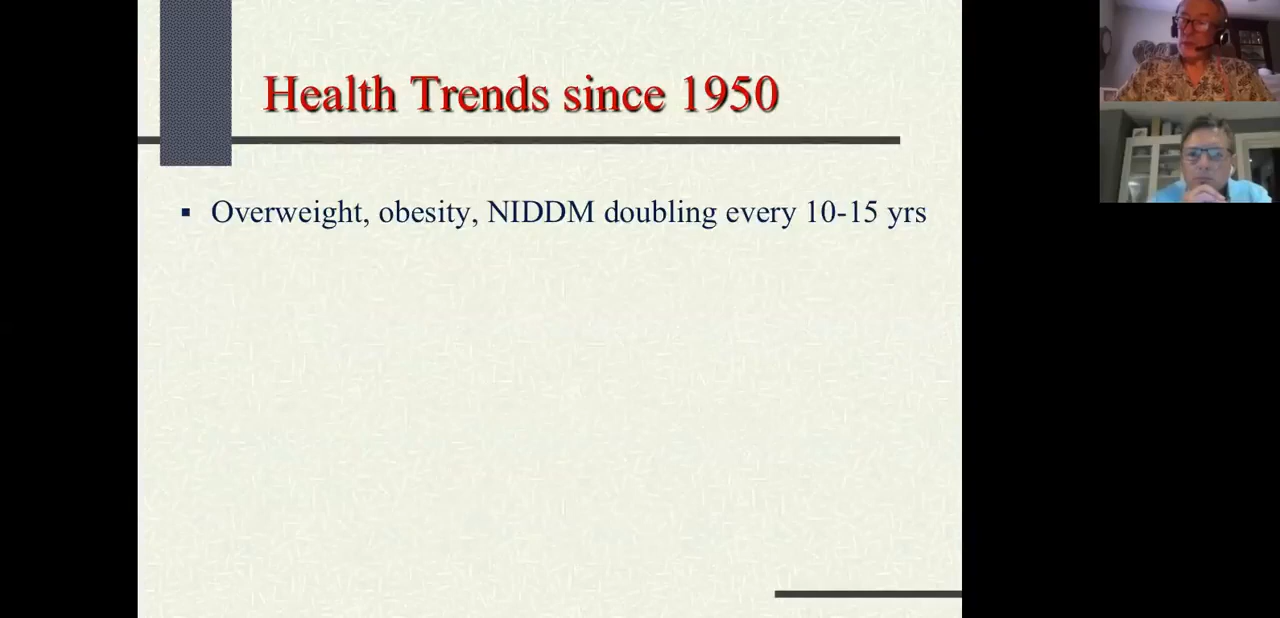 Health Trends since 1950
▪ Overweight, obesity, NIDDM doubling every 10-15 yrs